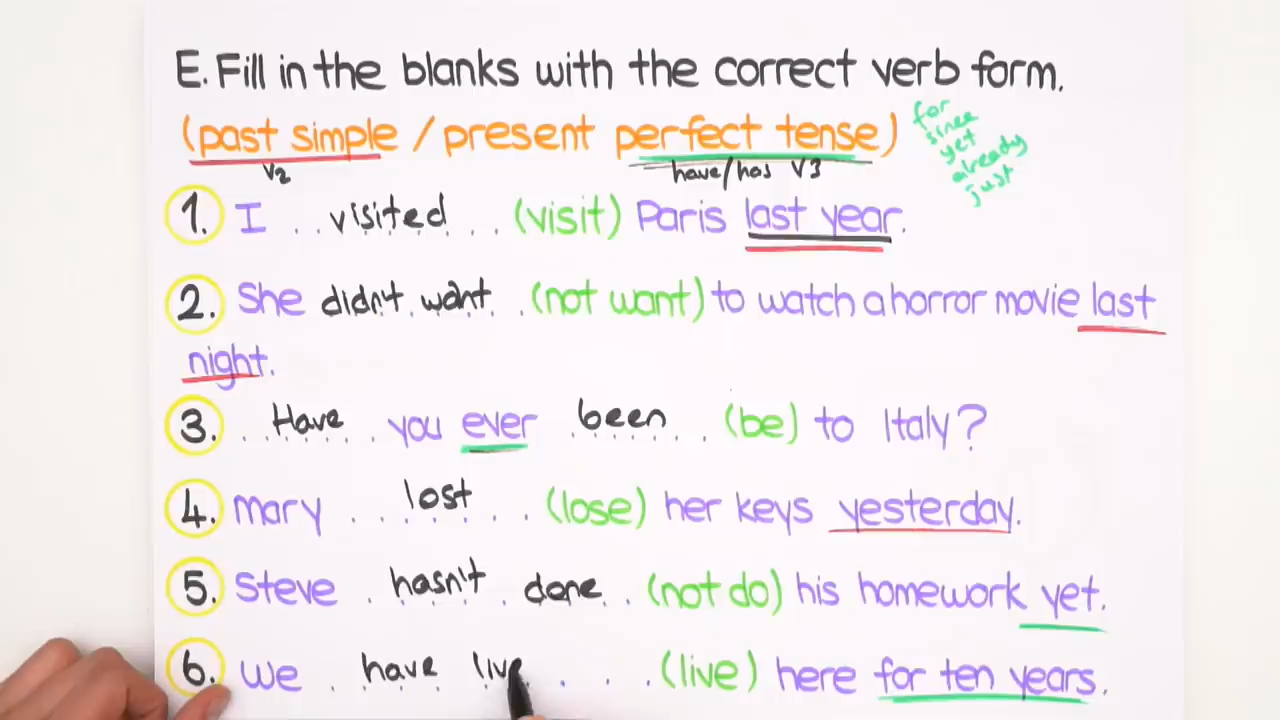 E. Fill in the blanks with the correct verb form.
(past simple / present perfect tense)
for
since
yet
already
just
V2
have/has V3
1. I .. visited ... (visit) Paris last year.
2. She didn't want . (not want) to watch a horror movie last
night.
3. . Have .. you ever . been .. (be) to Italy?
4. Mary .. lost .. (lose) her keys yesterday.
5. Steve . hasn't . done . (not do) his homework yet.
6. We . have liv . . . . (live) here for ten years.